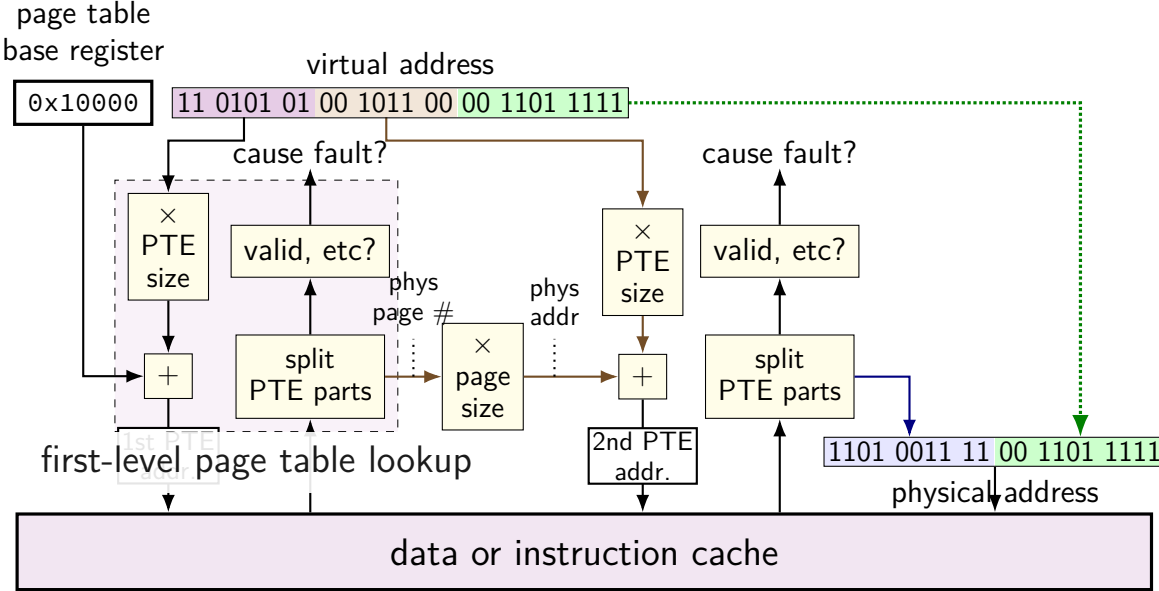 page table
base register
0x10000
virtual address
11 0101 01 00 1011 00 00 1101 1111
cause fault?
cause fault?
×
PTE
size
valid, etc?
×
PTE
size
valid, etc?
phys
page #
phys
addr
+
split
PTE parts
×
page
size
+
split
PTE parts
1st PTE
addr.
first-level page table lookup
2nd PTE
addr.
1101 0011 11 00 1101 1111
physical address
data or instruction cache